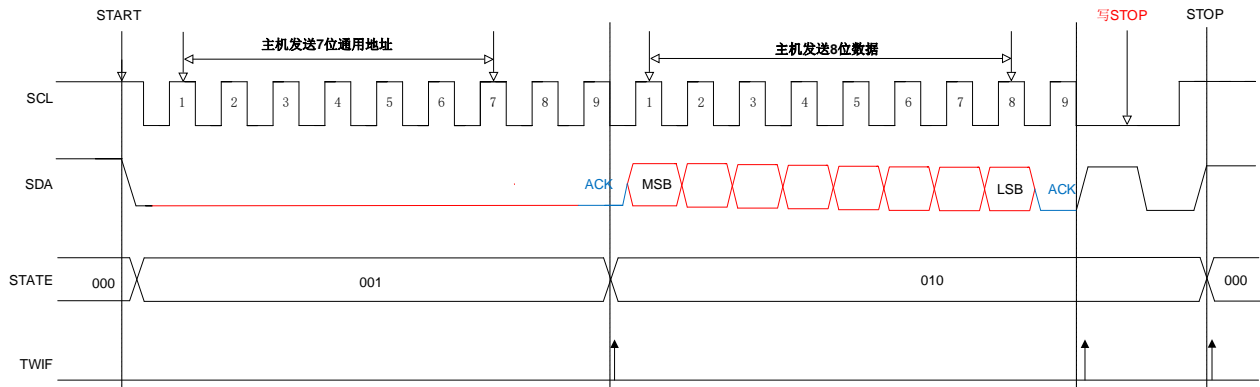 START
写STOP
STOP
主机发送7位通用地址
主机发送8位数据
SCL
1 2 3 4 5 6 7 8 9 1 2 3 4 5 6 7 8 9
SDA
ACK MSB LSB ACK
STATE 000 001 010 000
TWIF